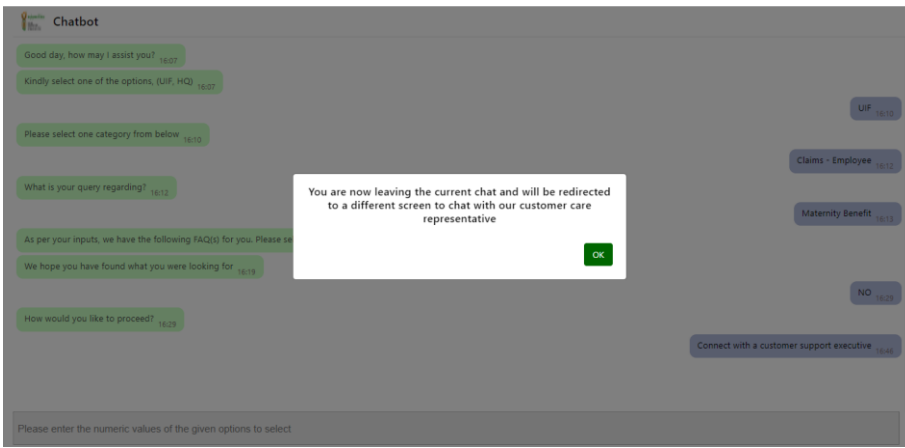 Chatbot
Good day, how may I assist you? 16:07
Kindly select one of the options, (UIF, HQ) 16:07
UIF 16:10
Please select one category from below 16:10
Claims - Employee 16:12
What is your query regarding? 16:12
You are now leaving the current chat and will be redirected
to a different screen to chat with our customer care
representative
Maternity Benefit 16:13
As per your inputs, we have the following FAQ(s) for you. Please se
OK
We hope you have found what you were looking for 16:19
NO 16:28
How would you like to proceed? 16:28
Connect with a customer support executive 16:46
Please enter the numeric values of the given options to select